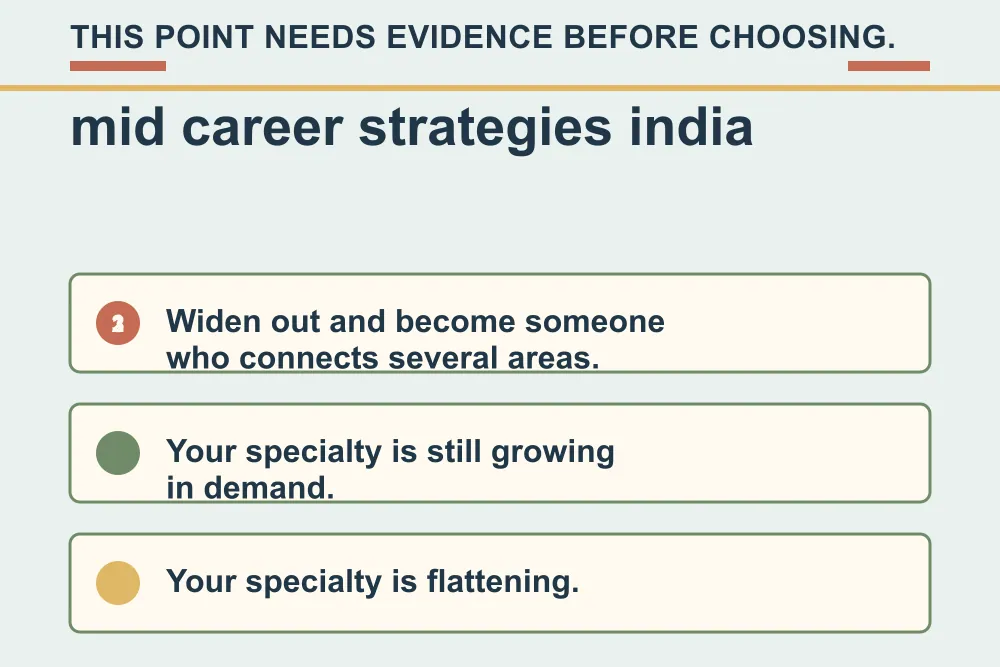 THIS POINT NEEDS EVIDENCE BEFORE CHOOSING.
mid career strategies india
Widen out and become someone
who connects several areas.
Your specialty is still growing
in demand.
Your specialty is flattening.